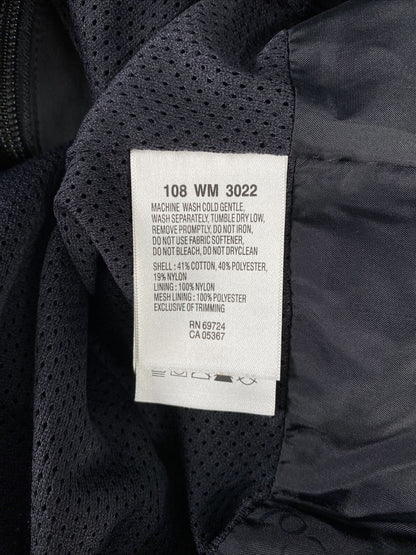 108 WM 3022
MACHINE WASH COLD GENTLE,
WASH SEPARATELY, TUMBLE DRY LOW,
REMOVE PROMPTLY, DO NOT IRON,
DO NOT USE FABRIC SOFTENER,
DO NOT BLEACH, DO NOT DRYCLEAN
SHELL : 41% COTTON, 40% POLYESTER,
19% NYLON
LINING : 100% NYLON
MESH LINING : 100% POLYESTER
EXCLUSIVE OF TRIMMING
RN 69724
CA 05367